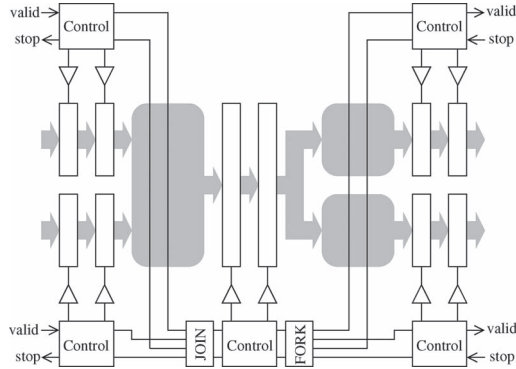 valid
stop
Control
Control
valid
stop
valid
stop
Control
JOIN
Control
FORK
Control
valid
stop